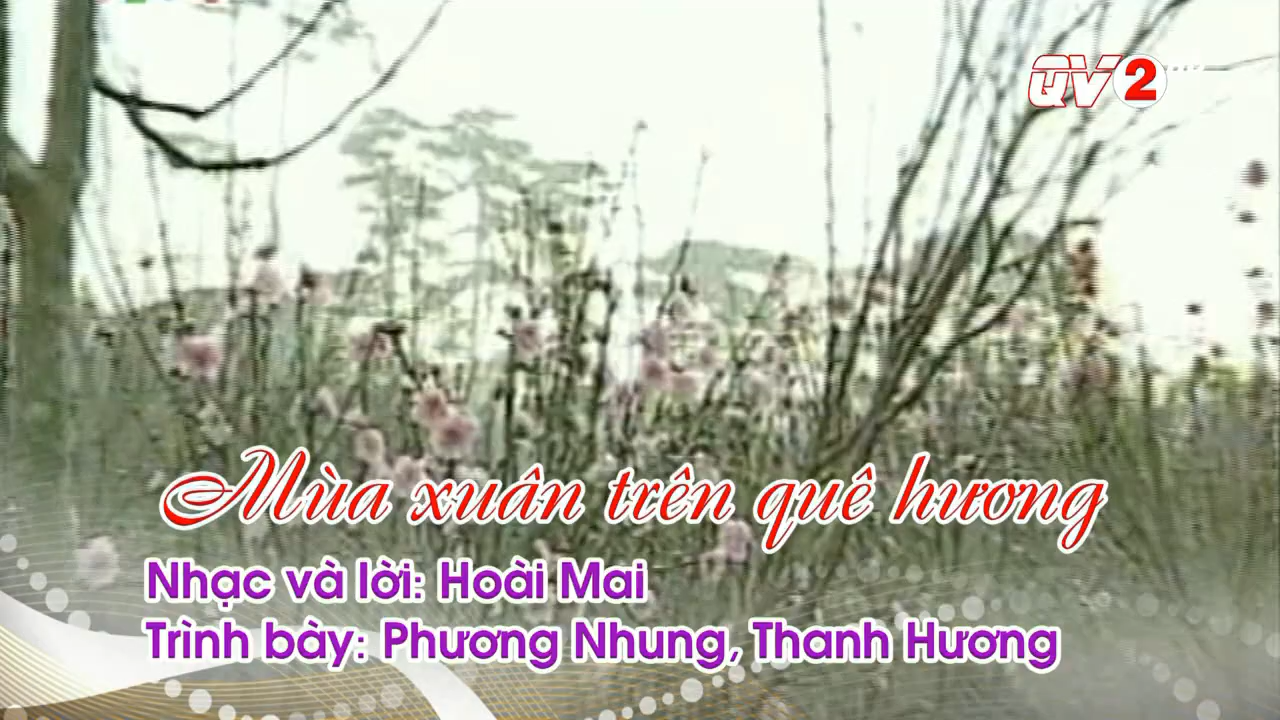 QV2
Mùa xuân trên quê hương
Nhạc và lời: Hoài Mai
Trình bày: Phương Nhung, Thanh Hương